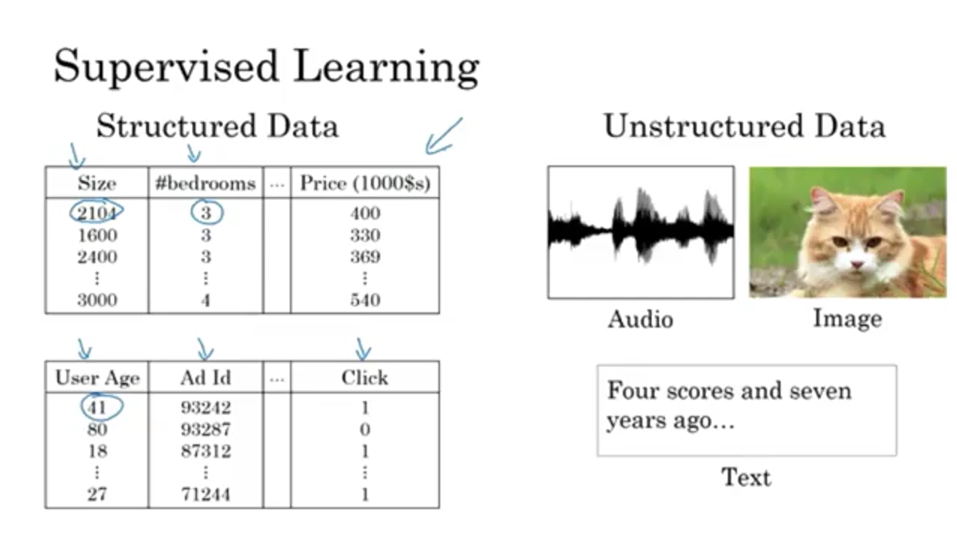 Supervised Learning
Structured Data
Size #bedrooms ... Price (1000$s)
2104 3 400
1600 3 330
2400 3 369
⋮ ⋮ ⋮
3000 4 540
User Age Ad Id ... Click
41 93242 1
80 93287 0
18 87312 1
⋮ ⋮ ⋮
27 71244 1
Unstructured Data
Audio
Image
Four scores and seven
years ago...
Text